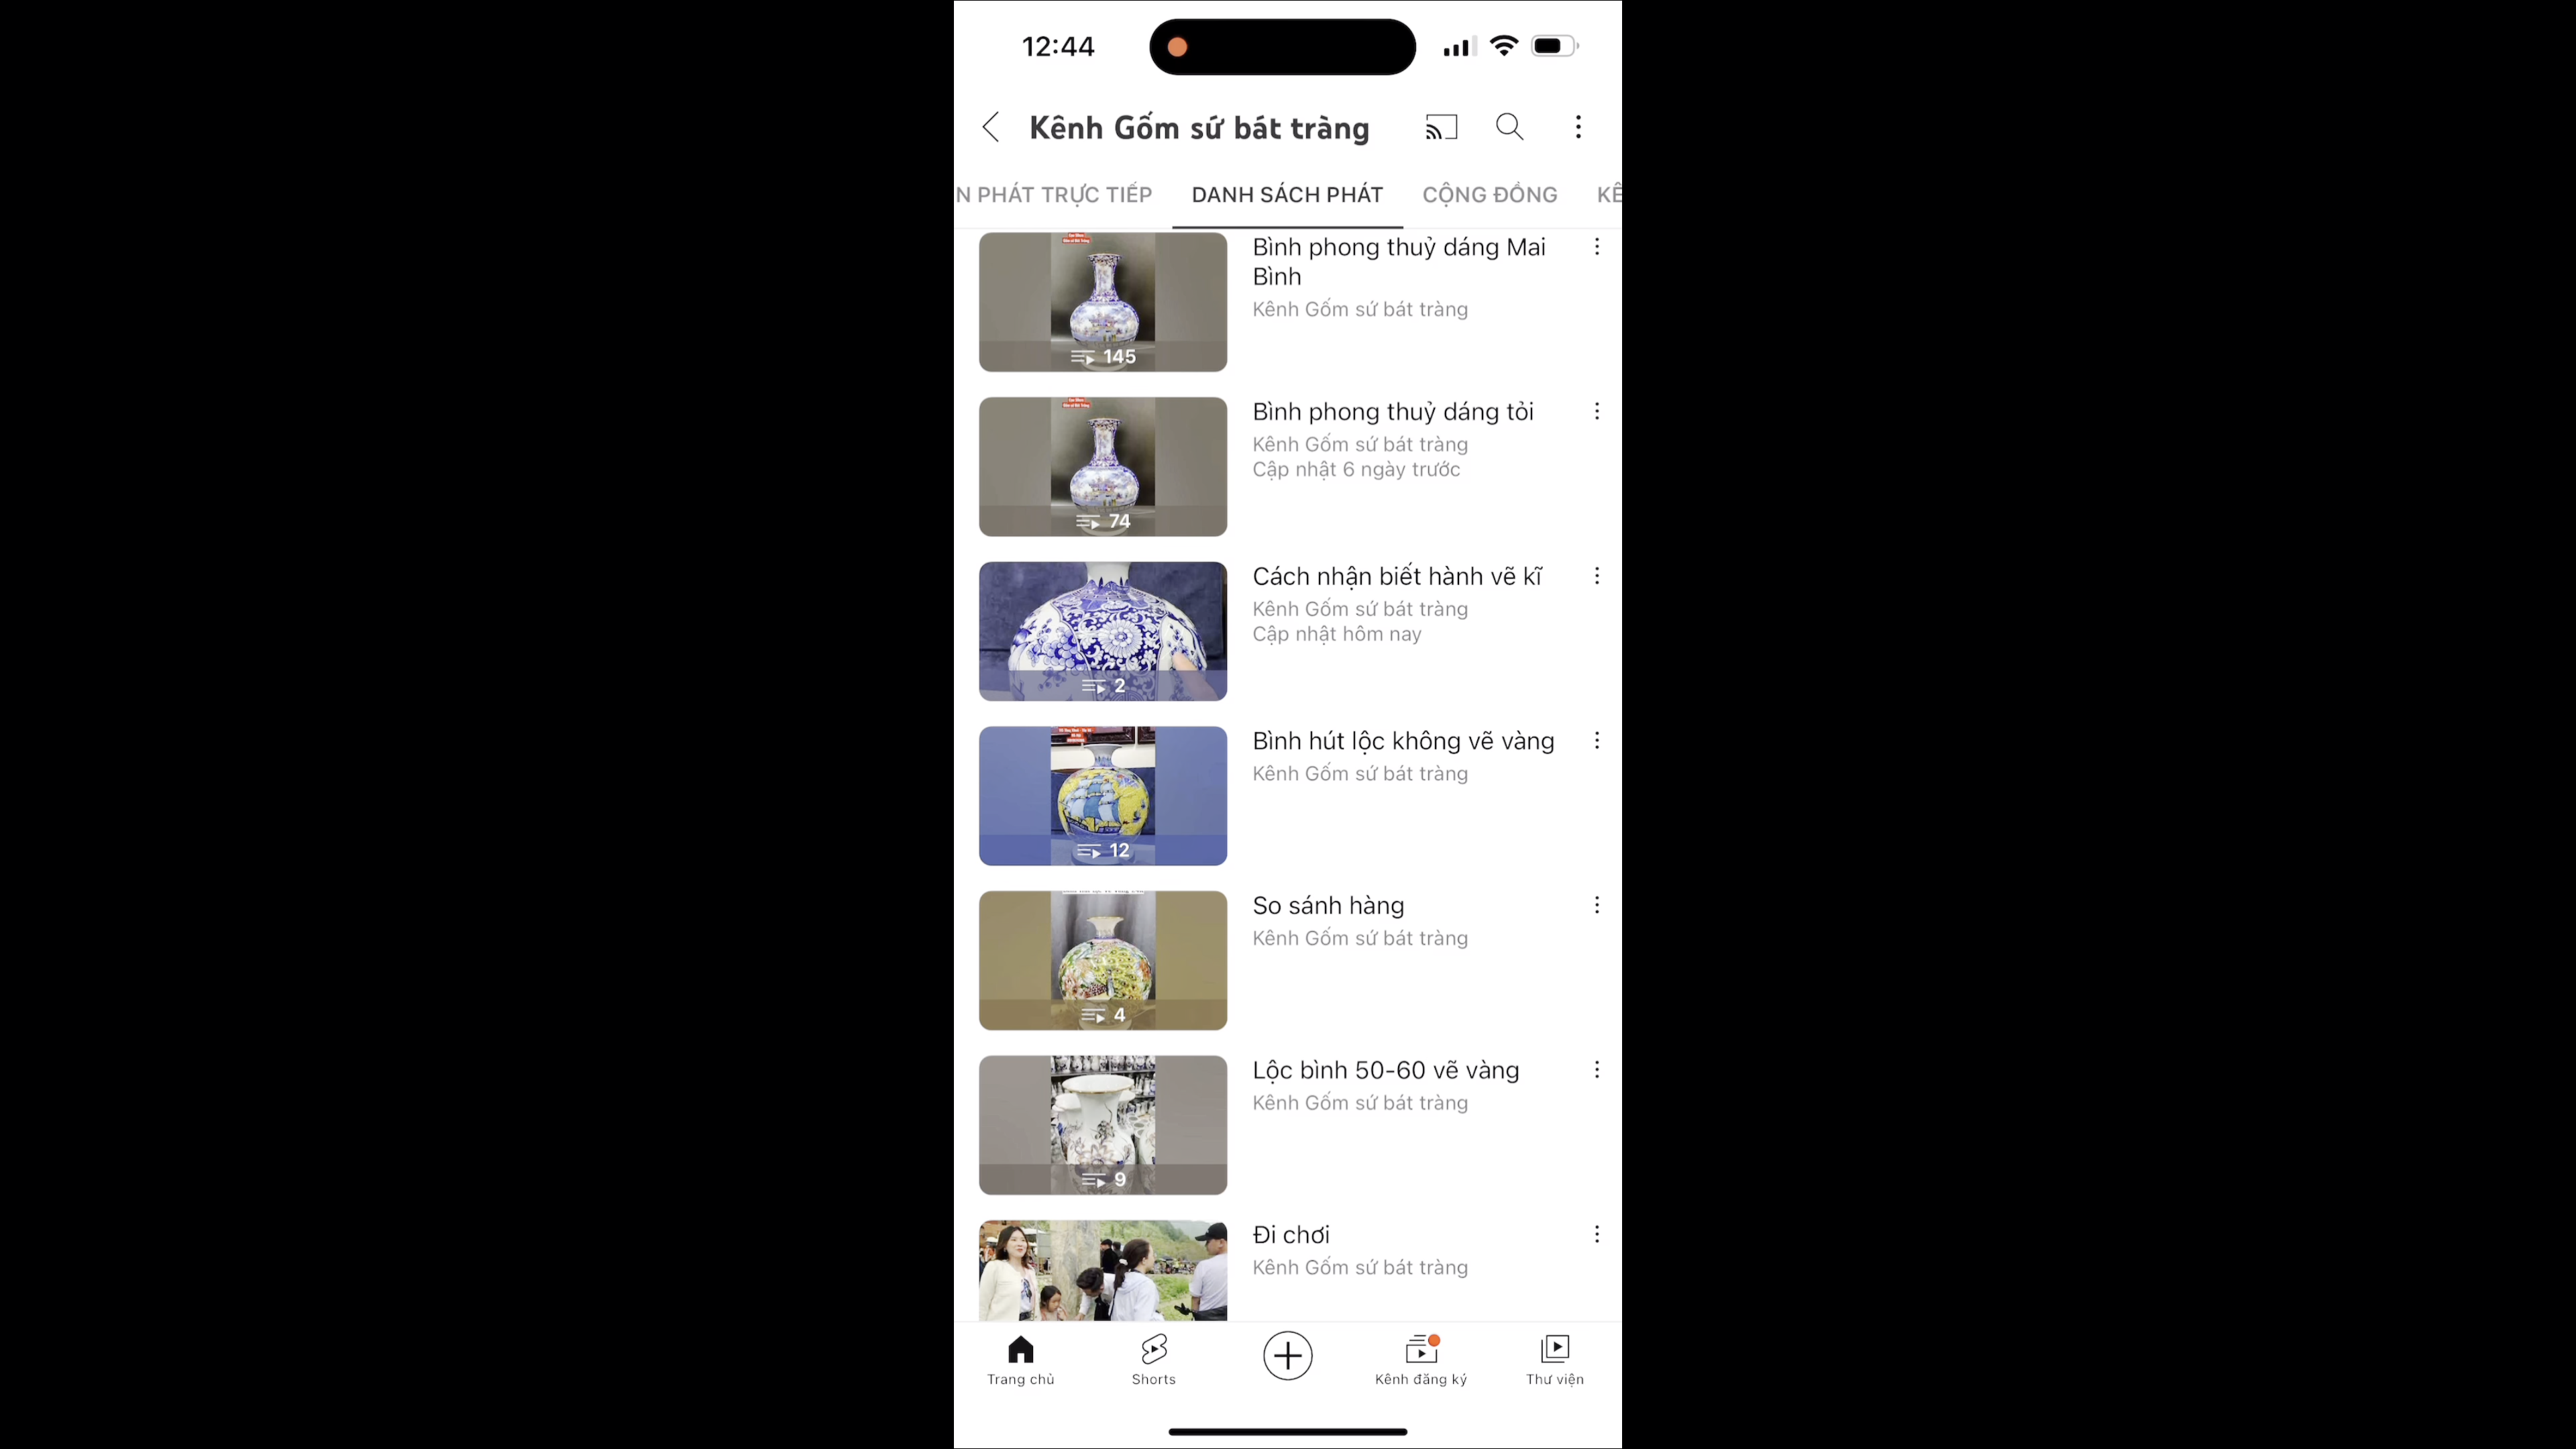 12:44
Kênh Gốm sứ bát tràng
N PHÁT TRỰC TIẾP DANH SÁCH PHÁT CỘNG ĐỒNG KÊ
Bình phong thuỷ dáng Mai
Bình
Kênh Gốm sứ bát tràng
145
Bình phong thuỷ dáng tỏi
Kênh Gốm sứ bát tràng
Cập nhật 6 ngày trước
74
Cách nhận biết hành vẽ kĩ
Kênh Gốm sứ bát tràng
Cập nhật hôm nay
2
Bình hút lộc không vẽ vàng
Kênh Gốm sứ bát tràng
12
So sánh hàng
Kênh Gốm sứ bát tràng
4
Lộc bình 50-60 vẽ vàng
Kênh Gốm sứ bát tràng
9
Đi chơi
Kênh Gốm sứ bát tràng
Trang chủ Shorts Kênh đăng ký Thư viện